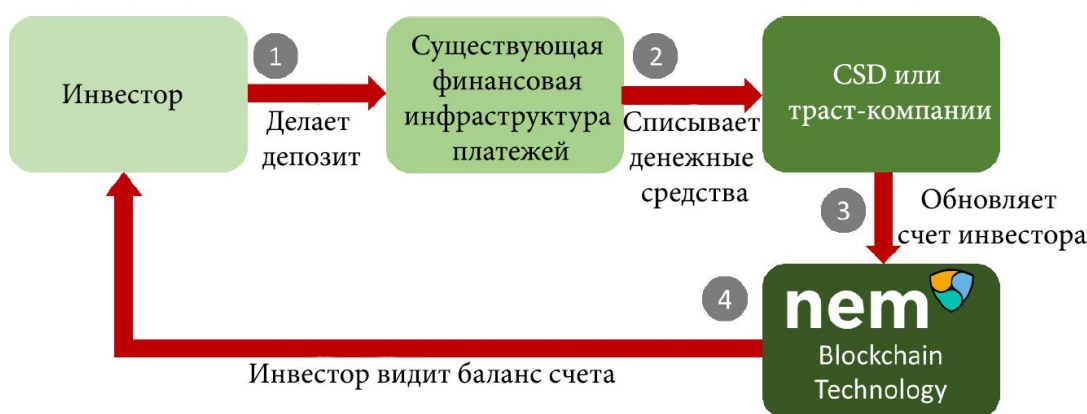 Инвестор
1
Делает
депозит
Существующая
финансовая
инфраструктура
платежей
2
Списывает
денежные
средства
CSD или
траст-компании
3
Обновляет
счет инвестора
4
nem
Blockchain
Technology
Инвестор видит баланс счета